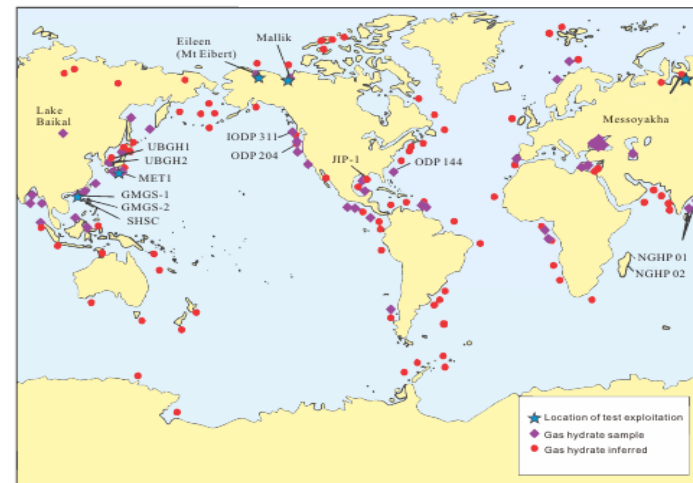 Eileen
(Mt Eibert)
Mallik
Lake
Baikal
Messoyakha
UBGH1
UBGH2
MET1
GMGS-1
GMGS-2
SHSC
IODP 311
ODP 204
JIP-1
ODP 144
NGHP 01
NGHP 02
Location of test exploitation
Gas hydrate sample
Gas hydrate inferred